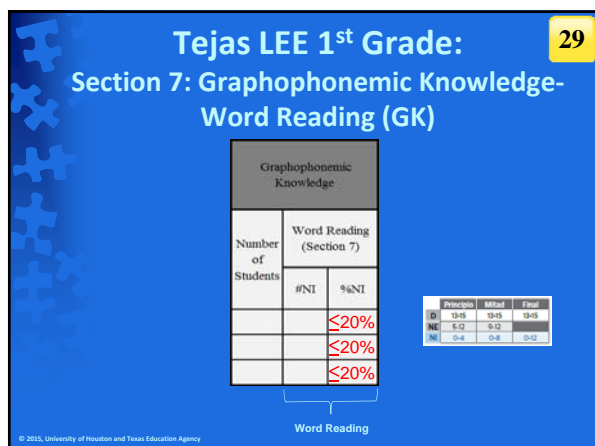 29
Tejas LEE 1st Grade:
Section 7: Graphophonemic Knowledge-
Word Reading (GK)
Graphophonemic
Knowledge
Number
of
Students
Word Reading
(Section 7)
#NI
%NI
≤20%
≤20%
≤20%
Word Reading
Principio Mitad Final
D 13-15 13-15 13-15
NE 5-12 9-12
NI 0-4 0-8 0-12
© 2015, University of Houston and Texas Education Agency